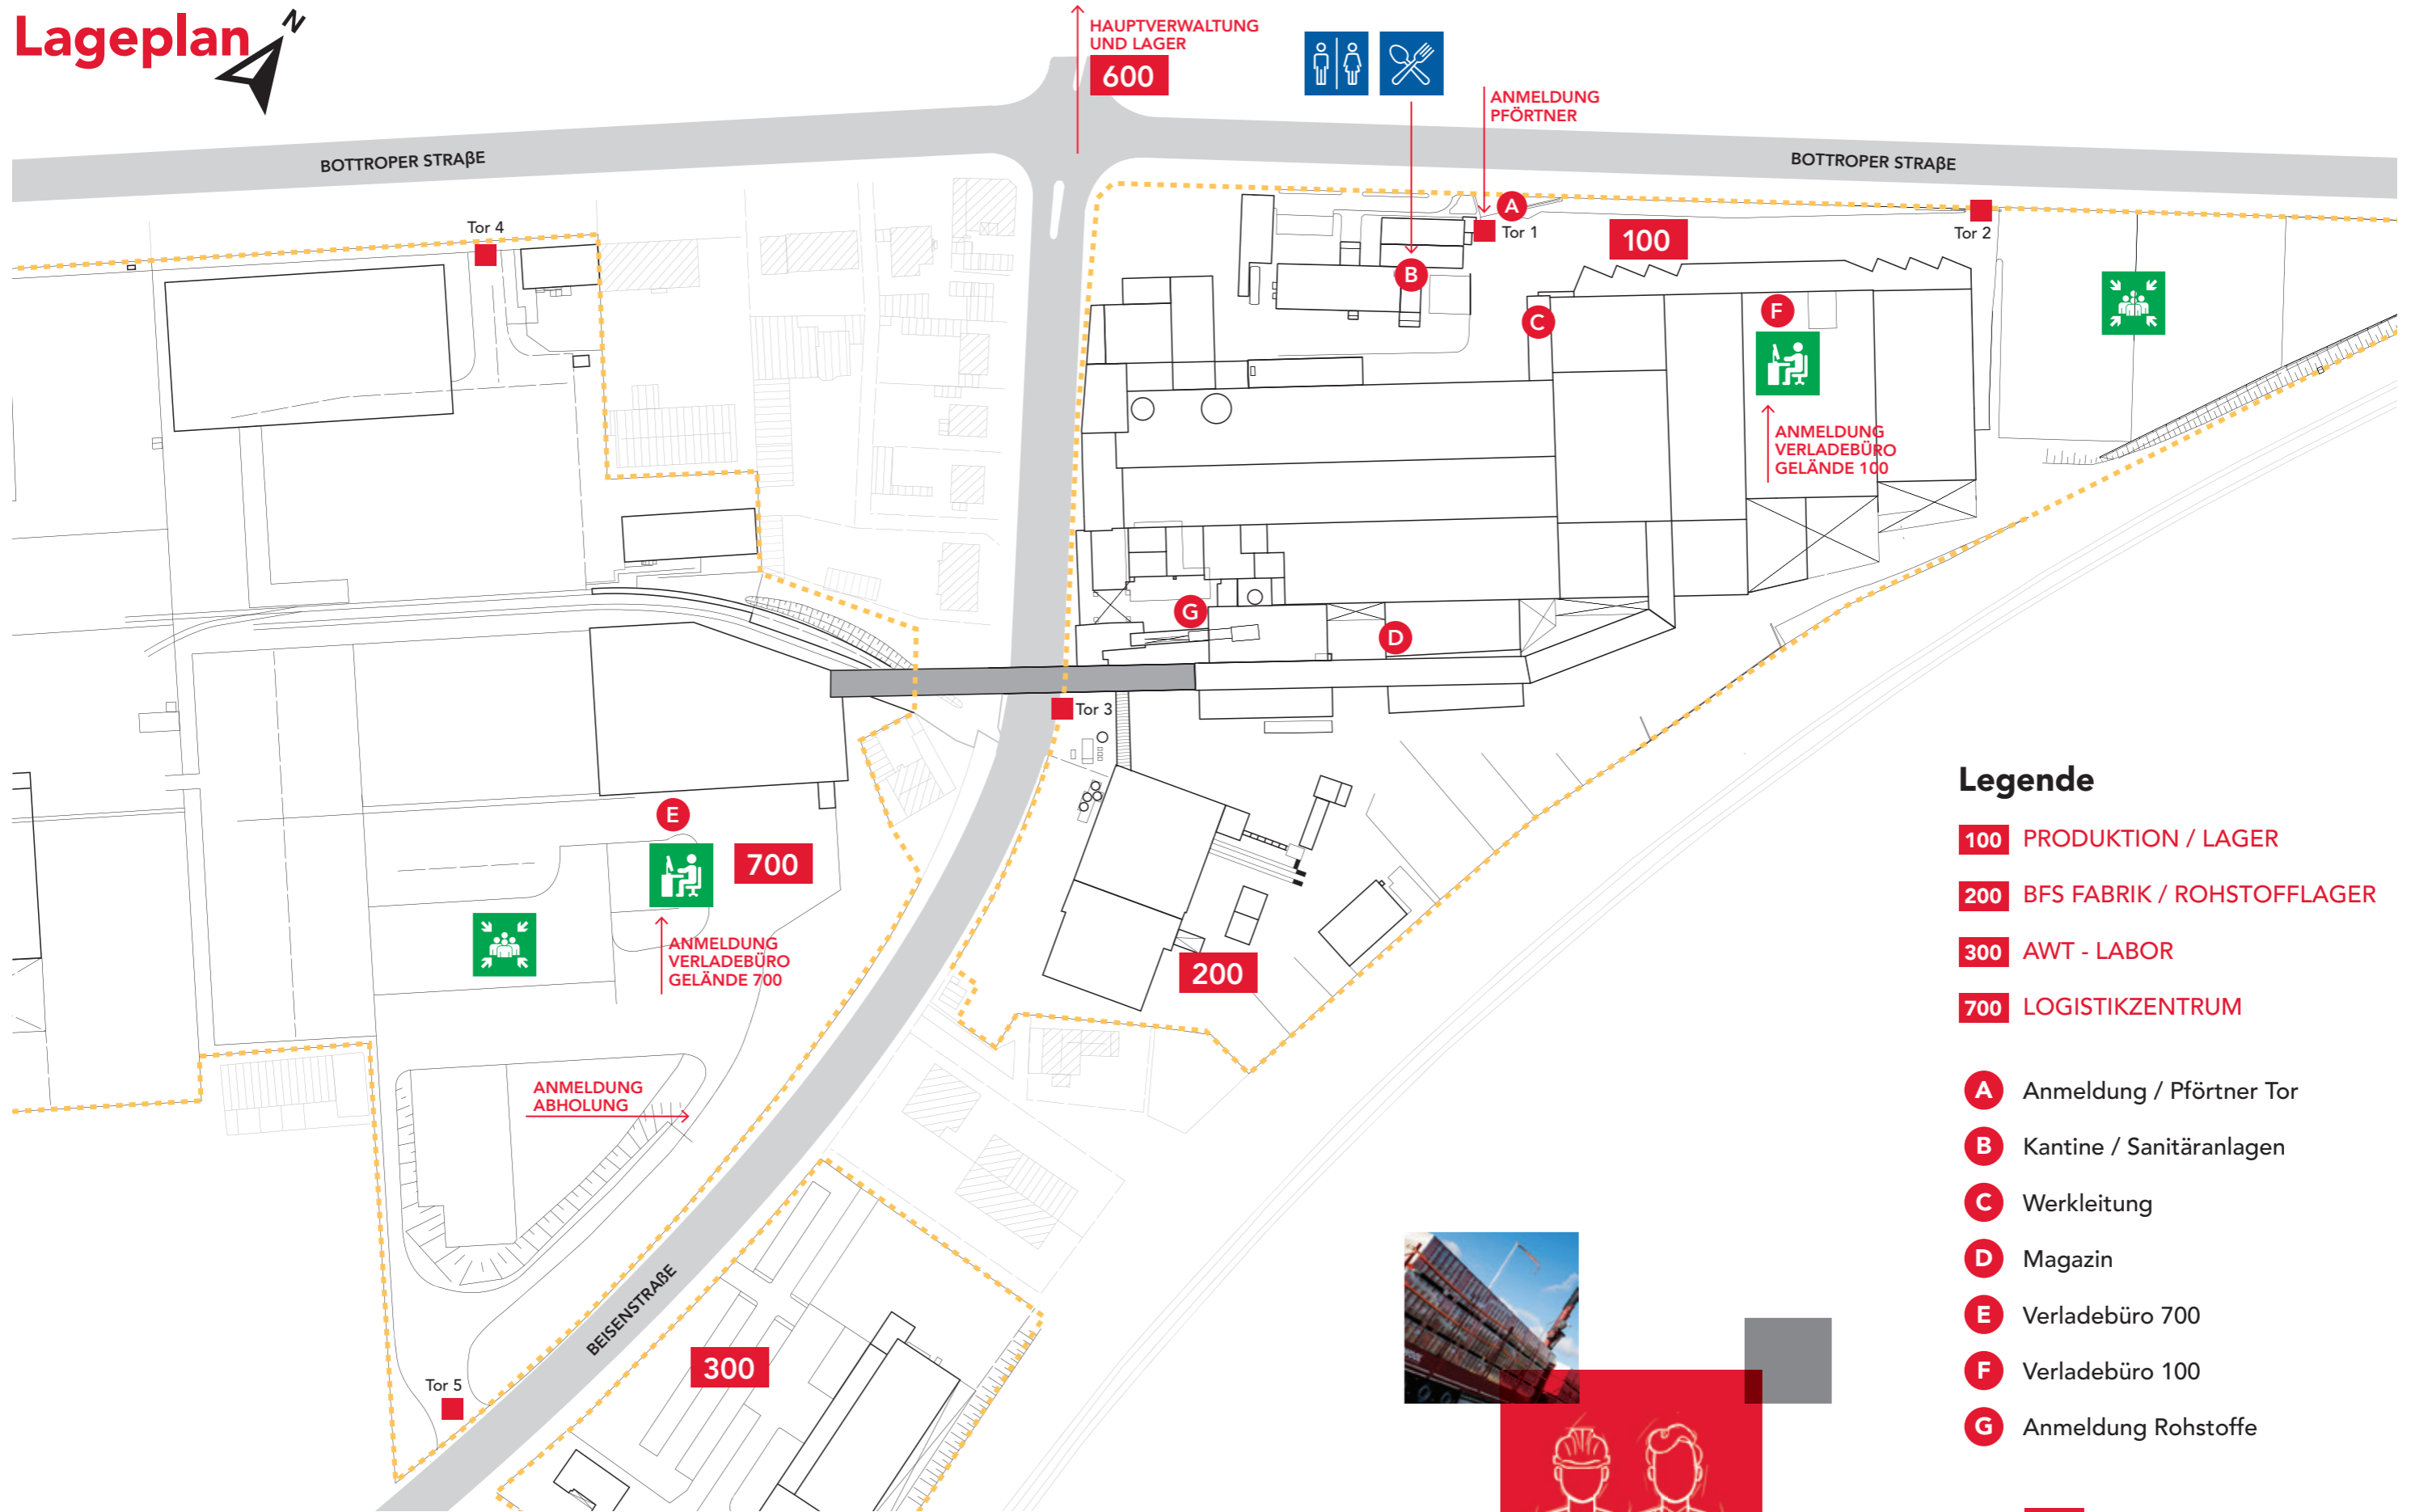 Lageplan
N
HAUPTVERWALTUNG
UND LAGER
600
ANMELDUNG
PFÖRTNER
BOTTROPER STRAßE
BOTTROPER STRAßE
Tor 4
A
Tor 1
100
Tor 2
B
C
F
ANMELDUNG
VERLADEBÜRO
GELÄNDE 100
G
D
Tor 3
E
700
ANMELDUNG
VERLADEBÜRO
GELÄNDE 700
200
ANMELDUNG
ABHOLUNG
BEISENSTRAßE
300
Tor 5
Legende
100 PRODUKTION / LAGER
200 BFS FABRIK / ROHSTOFFLAGER
300 AWT - LABOR
700 LOGISTIKZENTRUM
A Anmeldung / Pförtner Tor
B Kantine / Sanitäranlagen
C Werkleitung
D Magazin
E Verladebüro 700
F Verladebüro 100
G Anmeldung Rohstoffe